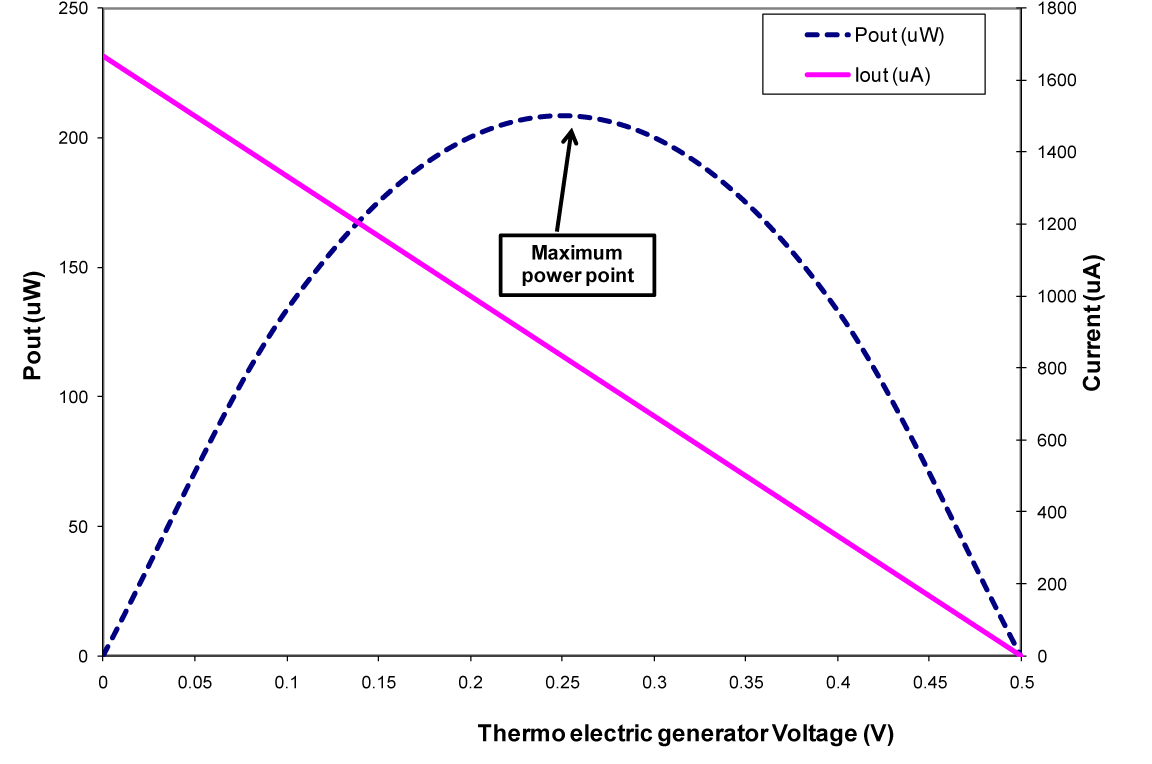 250
200
150
100
50
0
Pout (uW)
1800
1600
1400
1200
1000
800
600
400
200
0
Current (uA)
Pout (uW)
Iout (uA)
Maximum
power point
0 0.05 0.1 0.15 0.2 0.25 0.3 0.35 0.4 0.45 0.5
Thermo electric generator Voltage (V)